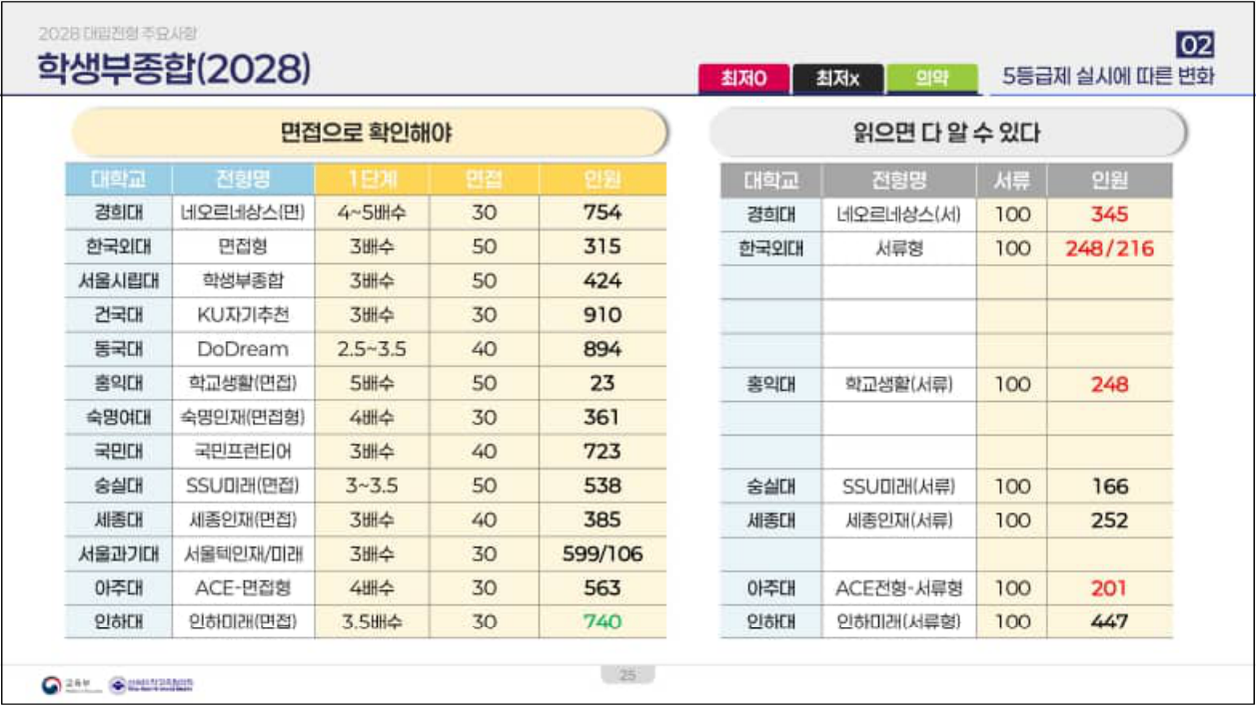 2028 대입전형 주요사항
학생부종합(2028)
최저O 최저x 의약
02
5등급제 실시에 따른 변화
면접으로 확인해야
대학교 전형명 1단계 면접 인원
경희대 네오르네상스(면) 4~5배수 30 754
한국외대 면접형 3배수 50 315
서울시립대 학생부종합 3배수 50 424
건국대 KU자기추천 3배수 30 910
동국대 DoDream 2.5~3.5 40 894
홍익대 학교생활(면접) 5배수 50 23
숙명여대 숙명인재(면접형) 4배수 30 361
국민대 국민프런티어 3배수 40 723
숭실대 SSU미래(면접) 3~3.5 50 538
세종대 세종인재(면접) 3배수 40 385
서울과기대 서울텍인재/미래 3배수 30 599/106
아주대 ACE-면접형 4배수 30 563
인하대 인하미래(면접) 3.5배수 30 740
읽으면 다 알 수 있다
대학교 전형명 서류 인원
경희대 네오르네상스(서) 100 345
한국외대 서류형 100 248/216
홍익대 학교생활(서류) 100 248
숭실대 SSU미래(서류) 100 166
세종대 세종인재(서류) 100 252
아주대 ACE전형-서류형 100 201
인하대 인하미래(서류형) 100 447
25
교육부